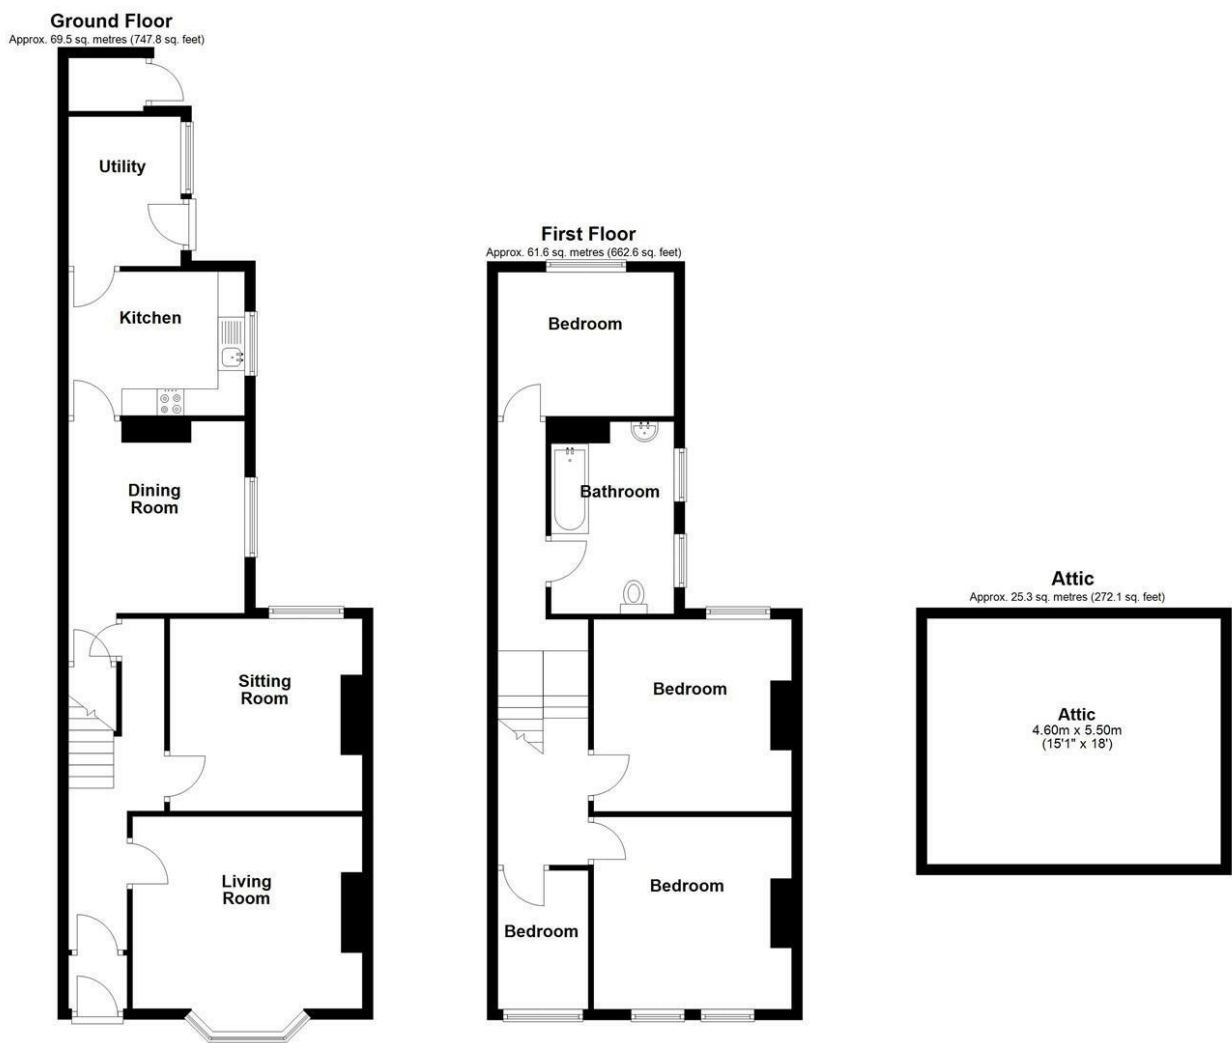 Ground Floor
Approx. 69.5 sq. metres (747.8 sq. feet)
Utility
Kitchen
Dining
Room
Sitting
Room
Living
Room
First Floor
Approx. 61.6 sq. metres (662.6 sq. feet)
Bedroom
Bathroom
Bedroom
Bedroom
Bedroom
Attic
Approx. 25.3 sq. metres (272.1 sq. feet)
Attic
4.60m x 5.50m
(15'1" x 18')